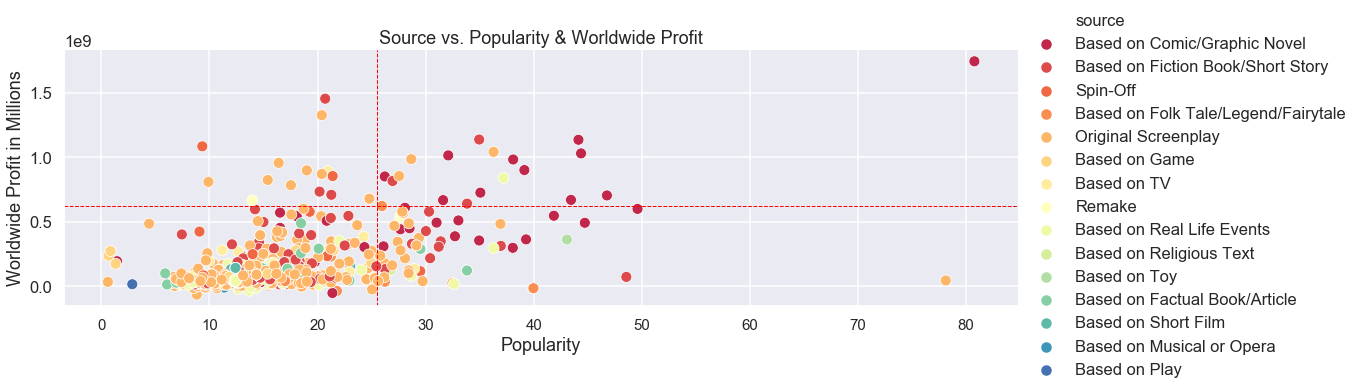 Source vs. Popularity & Worldwide Profit
1e9
Worldwide Profit in Millions
1.5
1.0
0.5
0.0
0
10
20
30
40
50
60
70
80
Popularity
source
Based on Comic/Graphic Novel
Based on Fiction Book/Short Story
Spin-Off
Based on Folk Tale/Legend/Fairytale
Original Screenplay
Based on Game
Based on TV
Remake
Based on Real Life Events
Based on Religious Text
Based on Toy
Based on Factual Book/Article
Based on Short Film
Based on Musical or Opera
Based on Play